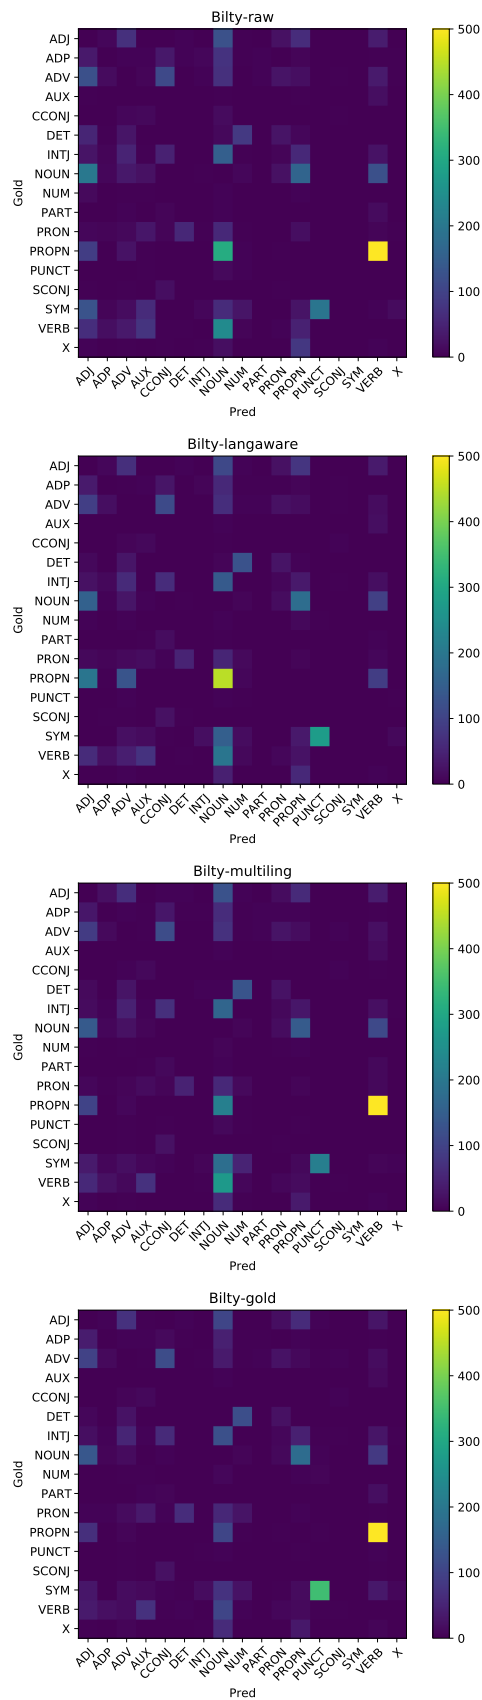 Bilty-raw
ADJ
ADP
ADV
AUX
CCONJ
DET
INTJ
NOUN
NUM
PART
PRON
PROPN
PUNCT
SCONJ
SYM
VERB
X
Gold
ADJ ADP ADV AUX CCONJ DET INTJ NOUN NUM PART PRON PROPN PUNCT SCONJ SYM VERB X
Pred
500
400
300
200
100
0
Bilty-langaware
ADJ
ADP
ADV
AUX
CCONJ
DET
INTJ
NOUN
NUM
PART
PRON
PROPN
PUNCT
SCONJ
SYM
VERB
X
Gold
ADJ ADP ADV AUX CCONJ DET INTJ NOUN NUM PART PRON PROPN PUNCT SCONJ SYM VERB X
Pred
500
400
300
200
100
0
Bilty-multiling
ADJ
ADP
ADV
AUX
CCONJ
DET
INTJ
NOUN
NUM
PART
PRON
PROPN
PUNCT
SCONJ
SYM
VERB
X
Gold
ADJ ADP ADV AUX CCONJ DET INTJ NOUN NUM PART PRON PROPN PUNCT SCONJ SYM VERB X
Pred
500
400
300
200
100
0
Bilty-gold
ADJ
ADP
ADV
AUX
CCONJ
DET
INTJ
NOUN
NUM
PART
PRON
PROPN
PUNCT
SCONJ
SYM
VERB
X
Gold
ADJ ADP ADV AUX CCONJ DET INTJ NOUN NUM PART PRON PROPN PUNCT SCONJ SYM VERB X
Pred
500
400
300
200
100
0